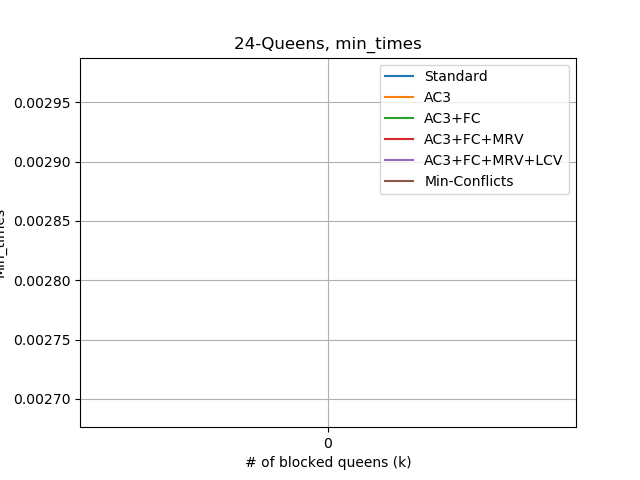 24-Queens, min_times
Standard
AC3
AC3+FC
AC3+FC+MRV
AC3+FC+MRV+LCV
Min-Conflicts
0.00295
0.00290
0.00285
0.00280
0.00275
0.00270
Min_times
0
# of blocked queens (k)